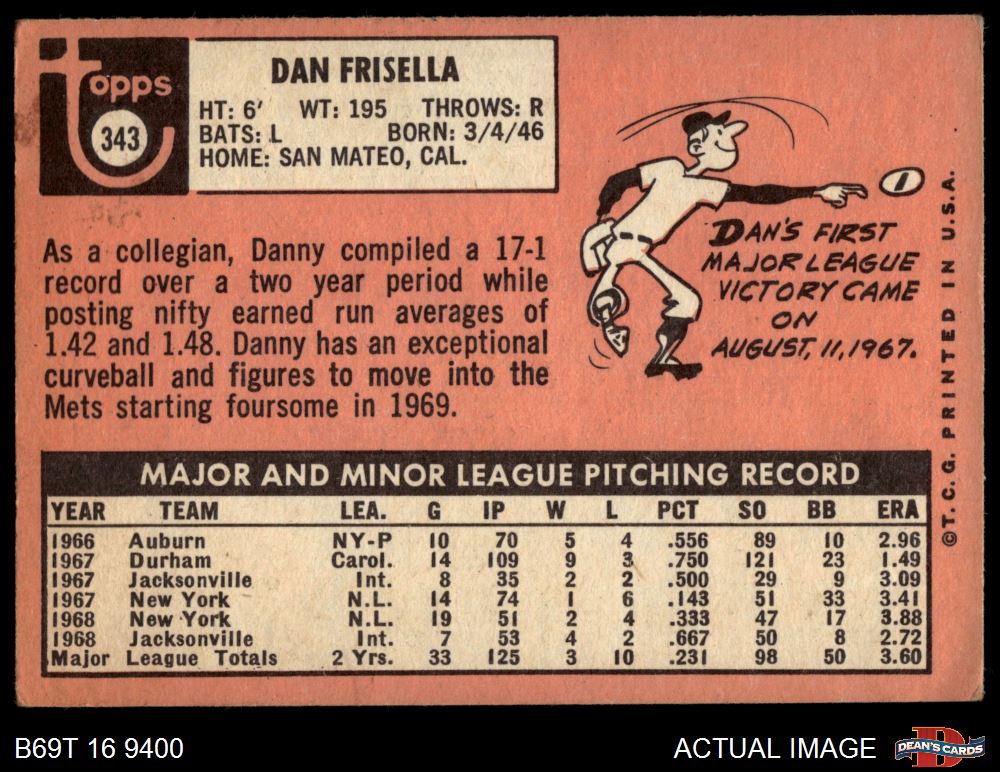 topps
343
DAN FRISELLA
HT: 6' WT: 195 THROWS: R
BATS: L BORN: 3/4/46
HOME: SAN MATEO, CAL.
As a collegian, Danny compiled a 17-1
record over a two year period while
posting nifty earned run averages of
1.42 and 1.48. Danny has an exceptional
curveball and figures to move into the
Mets starting foursome in 1969.
1
DAN'S FIRST
MAJOR LEAGUE
VICTORY CAME
ON
AUGUST, 11, 1967.
©T. C. G. PRINTED IN U.S.A.
MAJOR AND MINOR LEAGUE PITCHING RECORD
YEAR TEAM LEA. G IP W L PCT SO BB ERA
1966 Auburn NY-P 10 70 5 4 .556 89 10 2.96
1967 Durham Carol. 14 109 9 3 .750 121 23 1.49
1967 Jacksonville Int. 8 35 2 2 .500 29 9 3.09
1967 New York N.L. 14 74 1 6 .143 51 33 3.41
1968 New York N.L. 19 51 2 4 .333 47 17 3.88
1968 Jacksonville Int. 7 53 4 2 .667 50 8 2.72
Major League Totals 2 Yrs. 33 125 3 10 .231 98 50 3.60
B69T 16 9400
ACTUAL IMAGE
DEAN'S CARDS